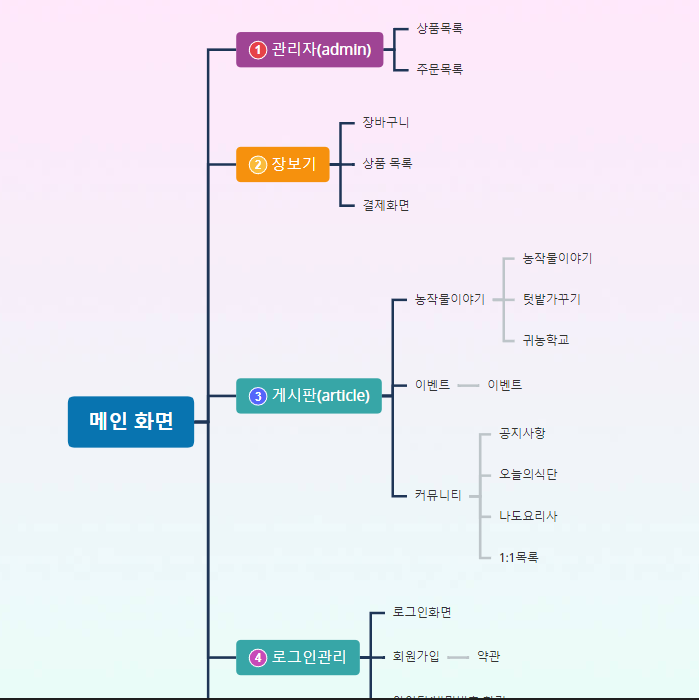 메인 화면
1 관리자(admin)
상품목록
주문목록
2 장보기
장바구니
상품 목록
결제화면
3 게시판(article)
농작물이야기
농작물이야기
텃밭가꾸기
귀농학교
이벤트
이벤트
커뮤니티
공지사항
오늘의식단
나도요리사
1:1목록
4 로그인관리
로그인화면
회원가입
약관